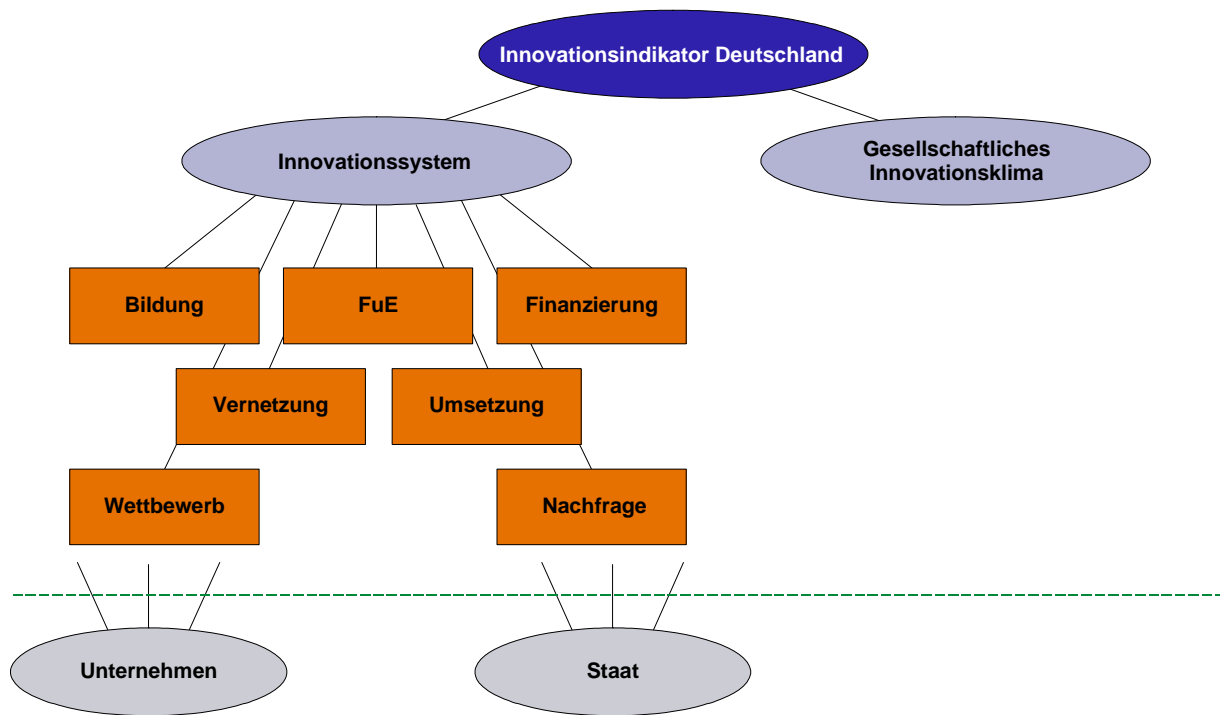 Innovationsindikator Deutschland
Innovationssystem
Gesellschaftliches
Innovationsklima
Bildung
FuE
Finanzierung
Vernetzung
Umsetzung
Wettbewerb
Nachfrage
Unternehmen
Staat